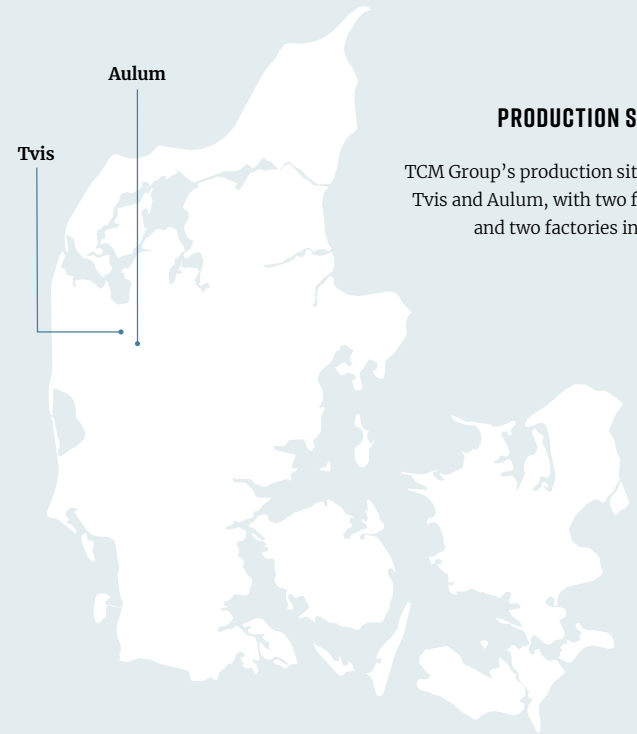 Aulum
Tvis
PRODUCTION S
TCM Group’s production sit
Tvis and Aulum, with two f
and two factories in